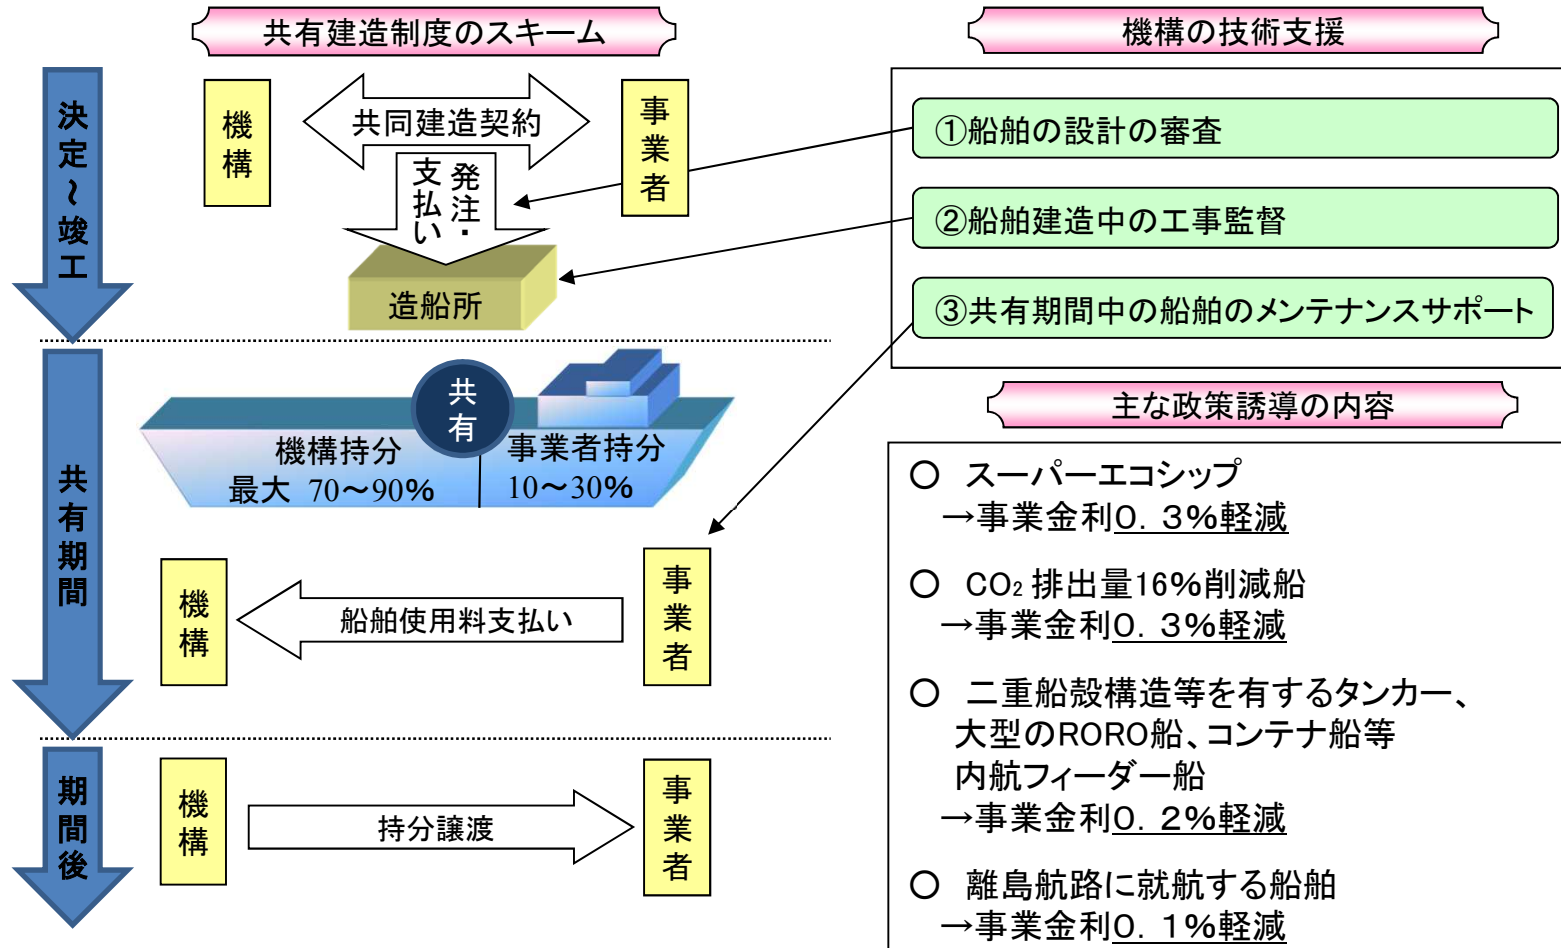 共有建造制度のスキーム
決定～竣工
機構
共同建造契約
事業者
発注・
支払い
造船所
共有期間
共有
機構持分
最大 70～90%
事業者持分
10～30%
機構
船舶使用料支払い
事業者
期間後
機構
持分譲渡
事業者
機構の技術支援
①船舶の設計の審査
②船舶建造中の工事監督
③共有期間中の船舶のメンテナンスサポート
主な政策誘導の内容
○ スーパーエコシップ
→事業金利０．３％軽減
○ CO₂ 排出量16%削減船
→事業金利０．３％軽減
○ 二重船殻構造等を有するタンカー、
大型のRORO船、コンテナ船等
内航フィーダー船
→事業金利０．２％軽減
○ 離島航路に就航する船舶
→事業金利０．１％軽減